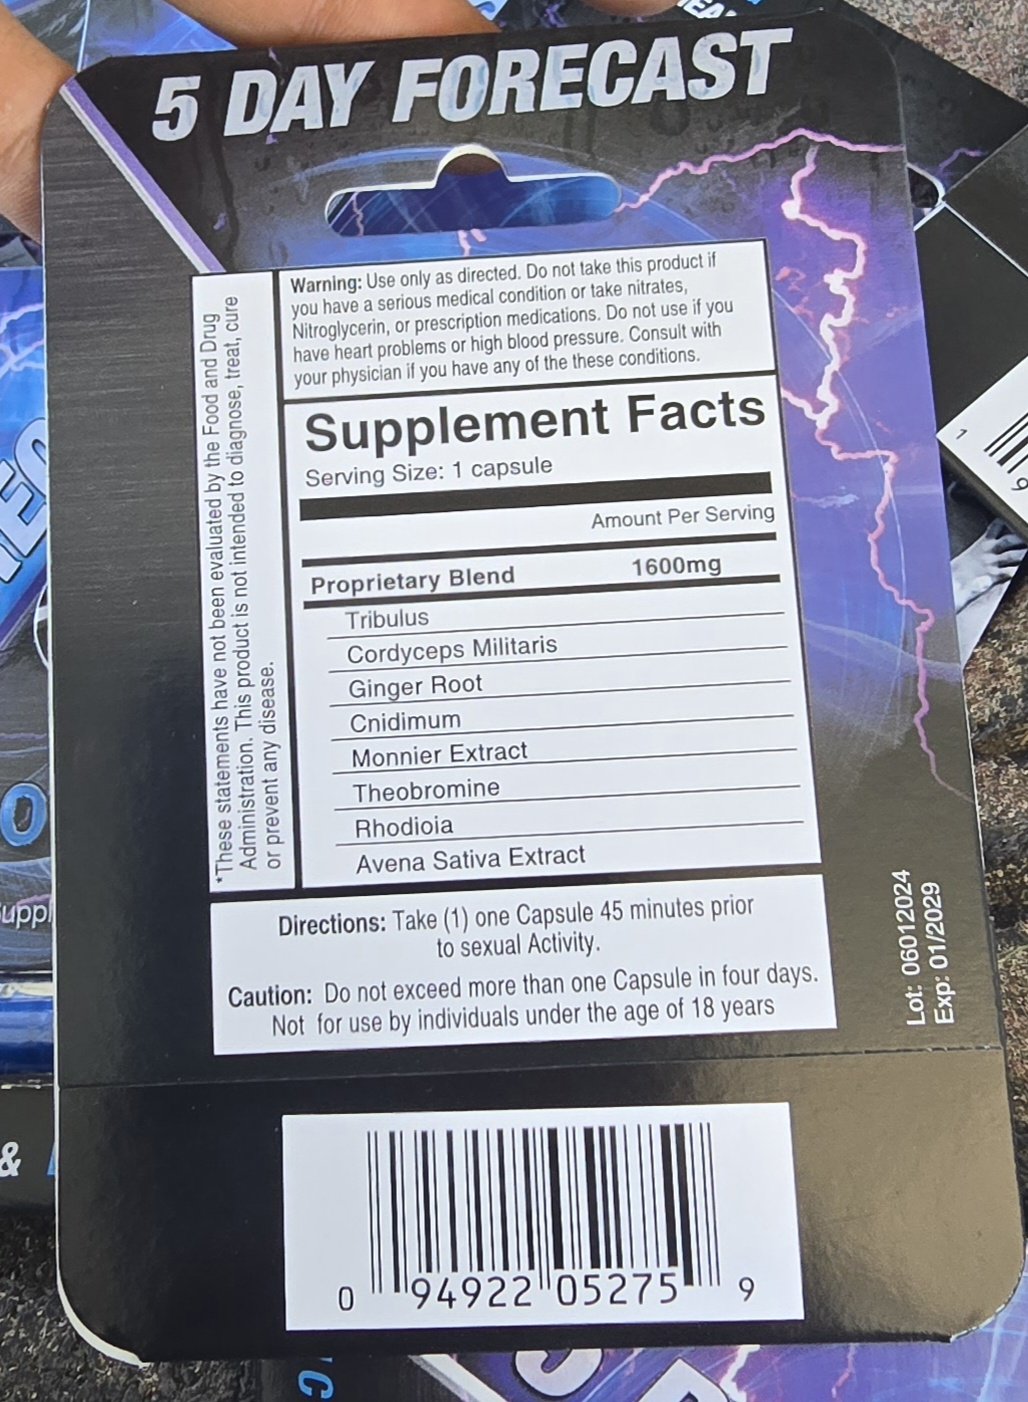 5 DAY FORECAST
Warning: Use only as directed. Do not take this product if
you have a serious medical condition or take nitrates,
Nitroglycerin, or prescription medications. Do not use if you
have heart problems or high blood pressure. Consult with
your physician if you have any of the these conditions.
*These statements have not been evaluated by the Food and Drug
Administration. This product is not intended to diagnose, treat, cure
or prevent any disease.
Supplement Facts
Serving Size: 1 capsule
Amount Per Serving
Proprietary Blend 1600mg
Tribulus
Cordyceps Militaris
Ginger Root
Cnidimum
Monnier Extract
Theobromine
Rhodioia
Avena Sativa Extract
Directions: Take (1) one Capsule 45 minutes prior
to sexual Activity.
Caution: Do not exceed more than one Capsule in four days.
Not for use by individuals under the age of 18 years
Lot: 06012024
Exp: 01/2029
0 94922 05275 9